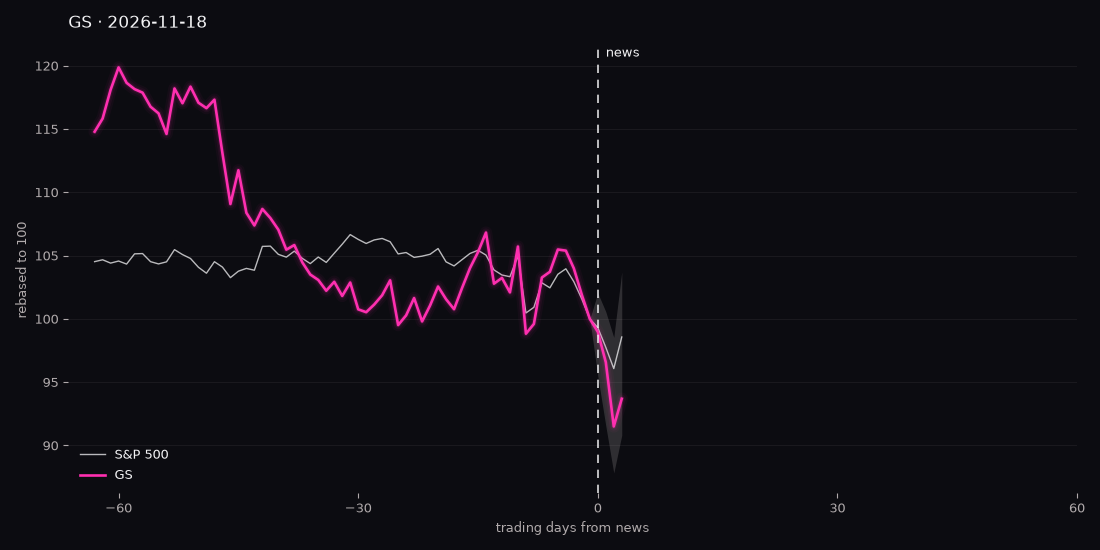 GS · 2026-11-18
news
120
115
110
105
100
95
90
rebased to 100
S&P 500
GS
−60
−30
0
30
60
trading days from news